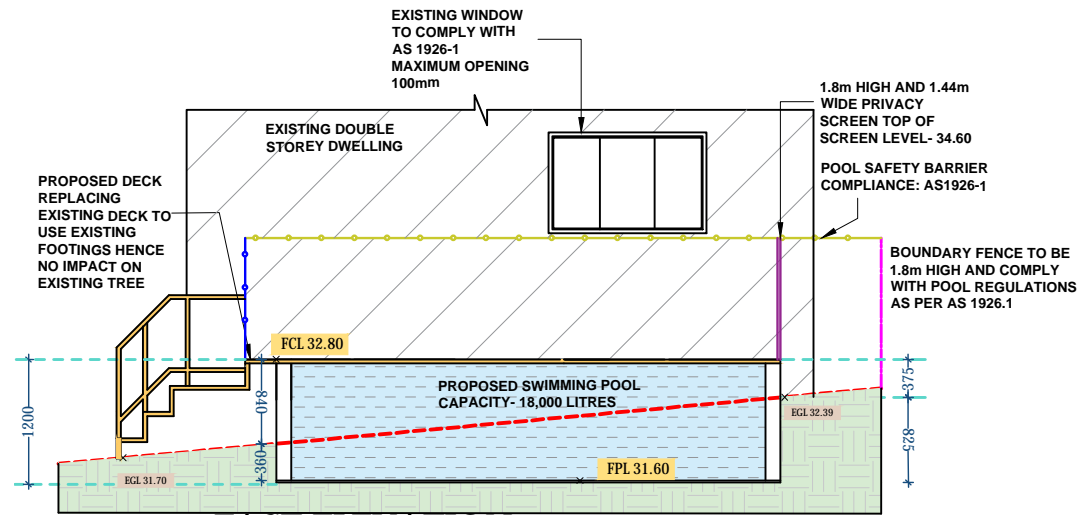 EXISTING WINDOW
TO COMPLY WITH
AS 1926-1
MAXIMUM OPENING
100mm
1.8m HIGH AND 1.44m
WIDE PRIVACY
SCREEN TOP OF
SCREEN LEVEL- 34.60
EXISTING DOUBLE
STOREY DWELLING
POOL SAFETY BARRIER
COMPLIANCE: AS1926-1
PROPOSED DECK
REPLACING
EXISTING DECK TO
USE EXISTING
FOOTINGS HENCE
NO IMPACT ON
EXISTING TREE
BOUNDARY FENCE TO BE
1.8m HIGH AND COMPLY
WITH POOL REGULATIONS
AS PER AS 1926.1
FCL 32.80
PROPOSED SWIMMING POOL
CAPACITY- 18,000 LITRES
1200
840
360
375
825
EGL 32.39
FPL 31.60
EGL 31.70